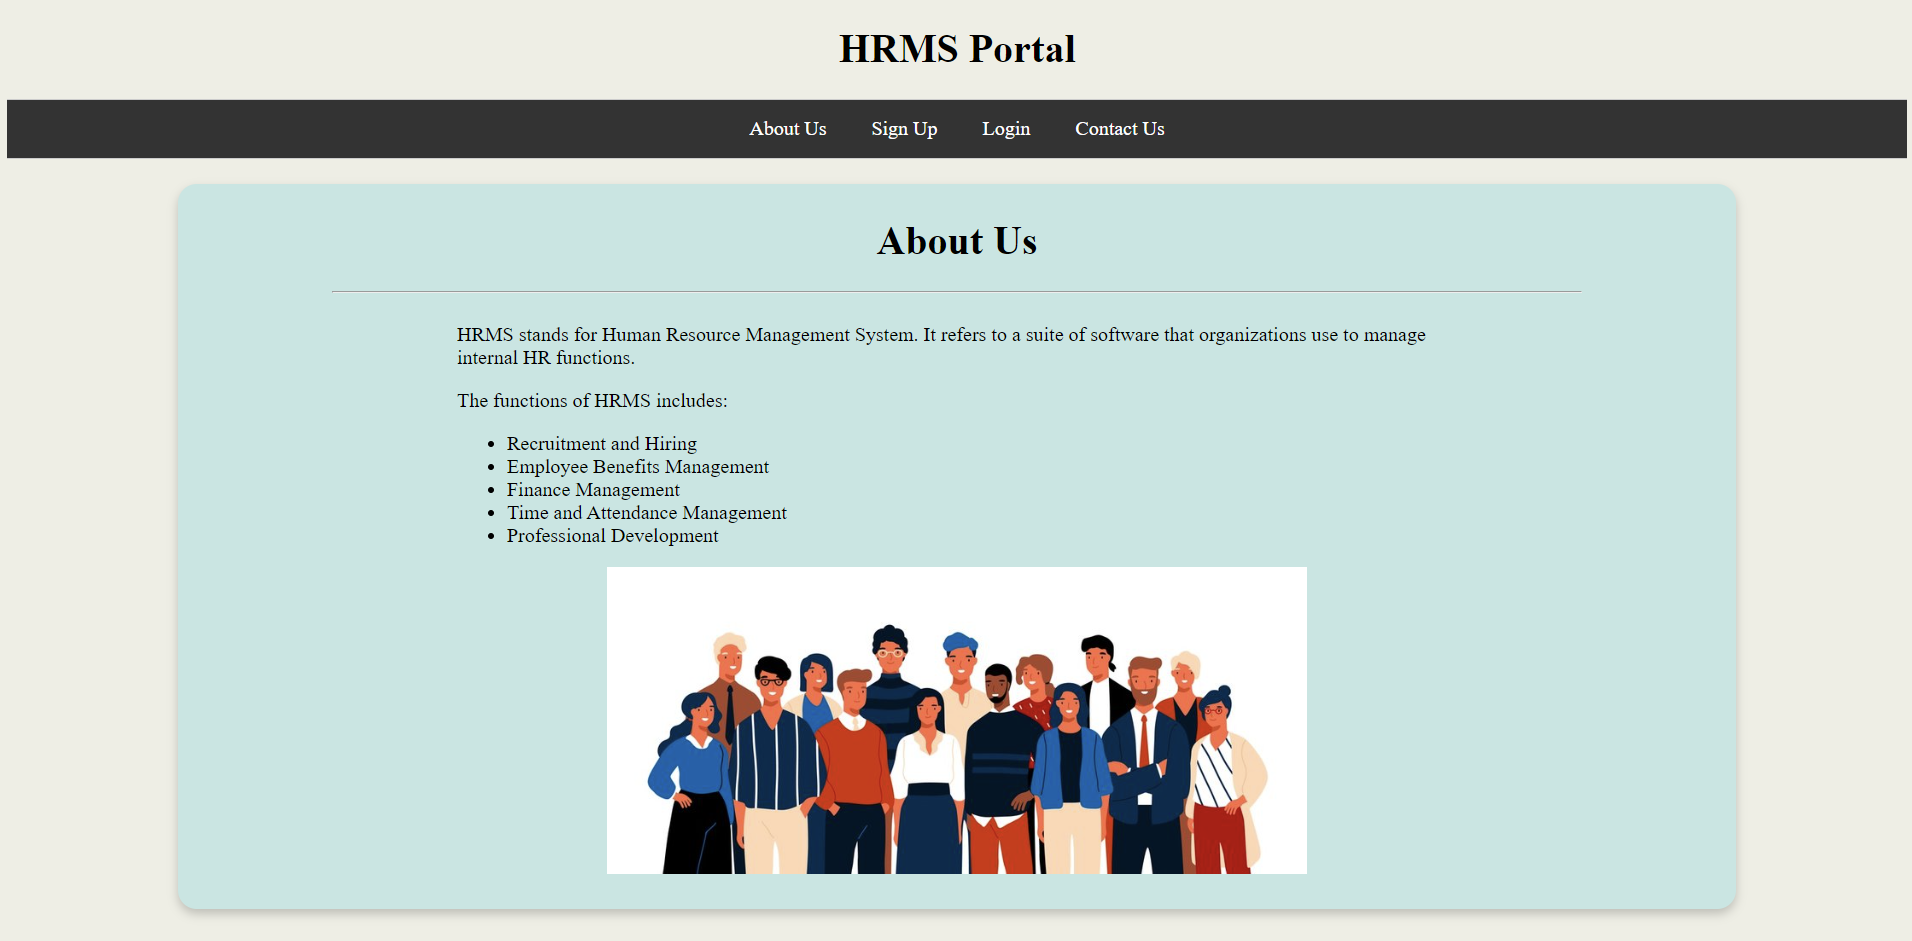 HRMS Portal
About Us Sign Up Login Contact Us
About Us
HRMS stands for Human Resource Management System. It refers to a suite of software that organizations use to manage
internal HR functions.
The functions of HRMS includes:
• Recruitment and Hiring
• Employee Benefits Management
• Finance Management
• Time and Attendance Management
• Professional Development